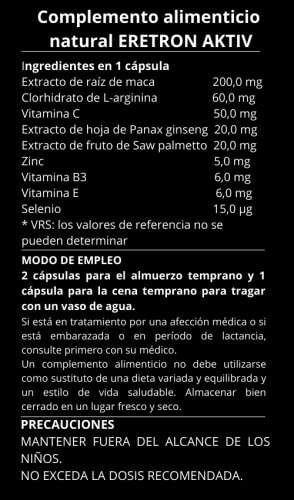 Complemento alimenticio
natural ERETRON AKTIV
Ingredientes en 1 cápsula
Extracto de raíz de maca 200,0 mg
Clorhidrato de L-arginina 60,0 mg
Vitamina C 50,0 mg
Extracto de hoja de Panax ginseng 20,0 mg
Extracto de fruto de Saw palmetto 20,0 mg
Zinc 5,0 mg
Vitamina B3 6,0 mg
Vitamina E 6,0 mg
Selenio 15,0 µg
* VRS: los valores de referencia no se
pueden determinar
MODO DE EMPLEO
2 cápsulas para el almuerzo temprano y 1
cápsula para la cena temprano para tragar
con un vaso de agua.
Si está en tratamiento por una afección médica o si
está embarazada o en período de lactancia,
consulte primero con su médico.
Un complemento alimenticio no debe utilizarse
como sustituto de una dieta variada y equilibrada y
un estilo de vida saludable. Almacenar bien
cerrado en un lugar fresco y seco.
PRECAUCIONES
MANTENER FUERA DEL ALCANCE DE LOS
NIÑOS.
NO EXCEDA LA DOSIS RECOMENDADA.